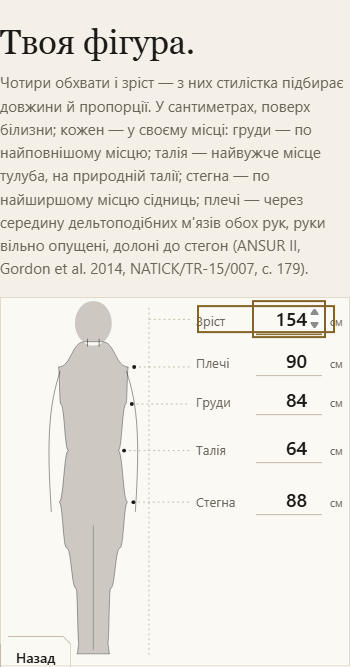 Твоя фігура.
Чотири обхвати і зріст — з них стилістка підбирає
довжини й пропорції. У сантиметрах, поверх
білизни; кожен — у своєму місці: груди — по
найповнішому місцю; талія — найвужче місце
тулуба, на природній талії; стегна — по
найширшому місцю сідниць; плечі — через
середину дельтоподібних м'язів обох рук, руки
вільно опущені, долоні до стегон (ANSUR II,
Gordon et al. 2014, NATICK/TR-15/007, с. 179).
Зріст 154 см
Плечі 90 см
Груди 84 см
Талія 64 см
Стегна 88 см
Назад